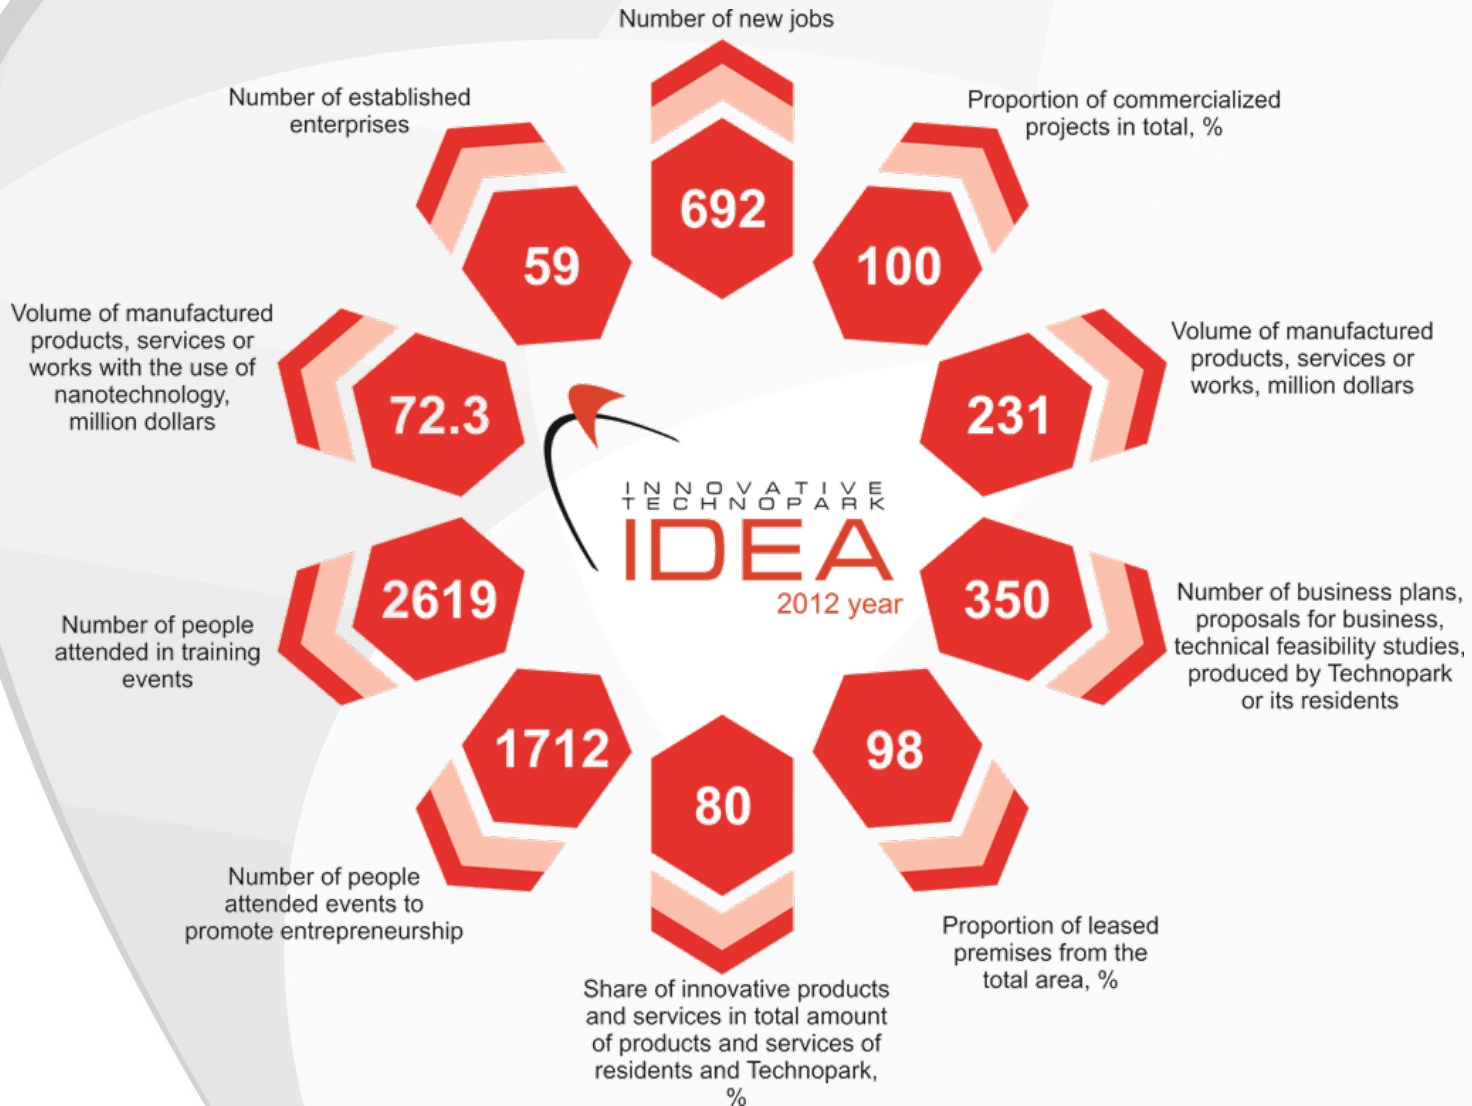 Number of new jobs
692
Proportion of commercialized
projects in total, %
100
Volume of manufactured
products, services or
works, million dollars
231
Number of business plans,
proposals for business,
technical feasibility studies,
produced by Technopark
or its residents
350
Proportion of leased
premises from the
total area, %
98
Share of innovative products
and services in total amount
of products and services of
residents and Technopark,
%
80
Number of people
attended events to
promote entrepreneurship
1712
Number of people
attended in training
events
2619
Volume of manufactured
products, services or
works with the use of
nanotechnology,
million dollars
72.3
Number of established
enterprises
59
INNOVATIVE
TECHNOPARK
IDEA
2012 year